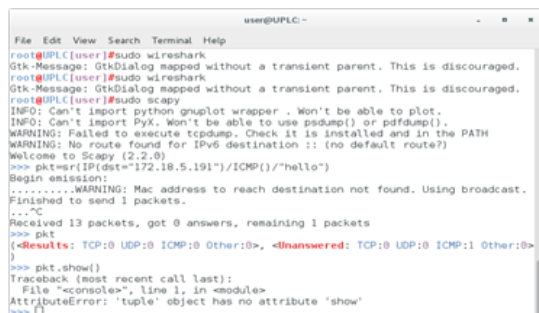 user@UPLC:~
File Edit View Search Terminal Help
root@UPLC[user]#sudo wireshark
Gtk-Message: GtkDialog mapped without a transient parent. This is discouraged.
root@UPLC[user]#sudo wireshark
Gtk-Message: GtkDialog mapped without a transient parent. This is discouraged.
root@UPLC[user]#sudo scapy
INFO: Can't import python gnuplot wrapper . Won't be able to plot.
INFO: Can't import PyX. Won't be able to use psdump() or pdfdump().
WARNING: Failed to execute tcpdump. Check it is installed and in the PATH
WARNING: No route found for IPv6 destination :: (no default route?)
Welcome to Scapy (2.2.0)
>>> pkt=sr(IP(dst="172.18.5.191")/ICMP()/"hello")
Begin emission:
..........WARNING: Mac address to reach destination not found. Using broadcast.
Finished to send 1 packets.
...^C
Received 13 packets, got 0 answers, remaining 1 packets
>>> pkt
(<Results: TCP:0 UDP:0 ICMP:0 Other:0>, <Unanswered: TCP:0 UDP:0 ICMP:1 Other:0>
)
>>> pkt.show()
Traceback (most recent call last):
  File "<console>", line 1, in <module>
AttributeError: 'tuple' object has no attribute 'show'
>>>